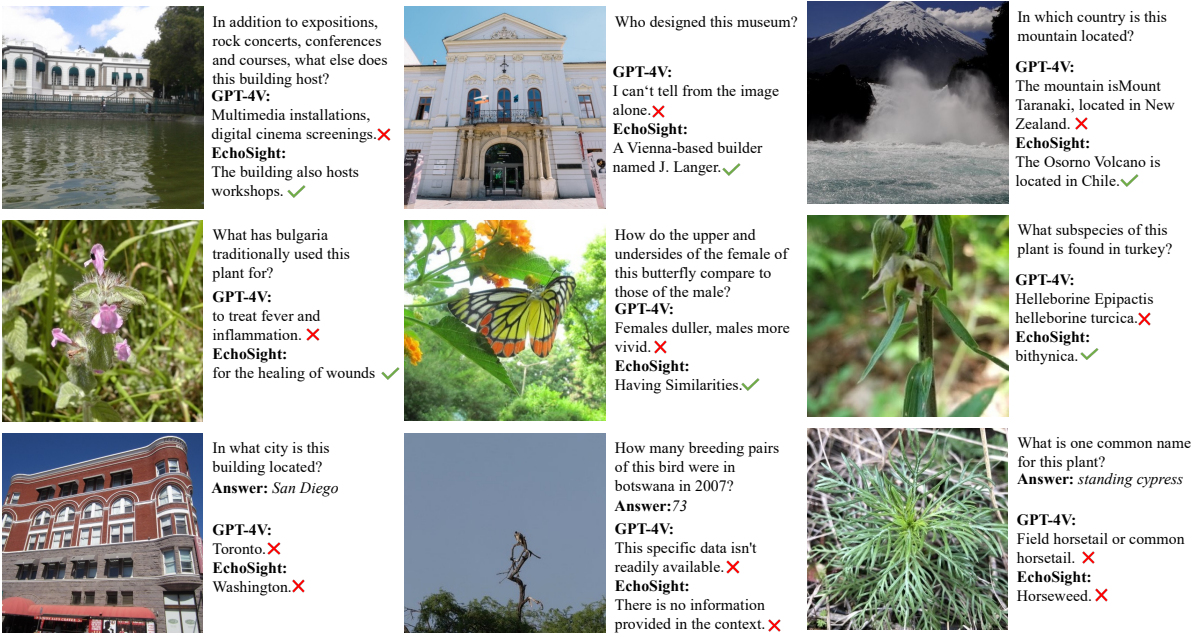 In addition to expositions,
rock concerts, conferences
and courses, what else does
this building host?
GPT-4V:
Multimedia installations,
digital cinema screenings.
EchoSight:
The building also hosts
workshops.
Who designed this museum?
GPT-4V:
I can't tell from the image
alone.
EchoSight:
A Vienna-based builder
named J. Langer.
In which country is this
mountain located?
GPT-4V:
The mountain isMount
Taranaki, located in New
Zealand.
EchoSight:
The Osorno Volcano is
located in Chile.
What has bulgaria
traditionally used this
plant for?
GPT-4V:
to treat fever and
inflammation.
EchoSight:
for the healing of wounds
How do the upper and
undersides of the female of
this butterfly compare to
those of the male?
GPT-4V:
Females duller, males more
vivid.
EchoSight:
Having Similarities.
What subspecies of this
plant is found in turkey?
GPT-4V:
Helleborine Epipactis
helleborine turcica.
EchoSight:
bithynica.
In what city is this
building located?
Answer: San Diego
GPT-4V:
Toronto.
EchoSight:
Washington.
How many breeding pairs
of this bird were in
botswana in 2007?
Answer:73
GPT-4V:
This specific data isn't
readily available.
EchoSight:
There is no information
provided in the context.
What is one common name
for this plant?
Answer: standing cypress
GPT-4V:
Field horsetail or common
horsetail.
EchoSight:
Horseweed.